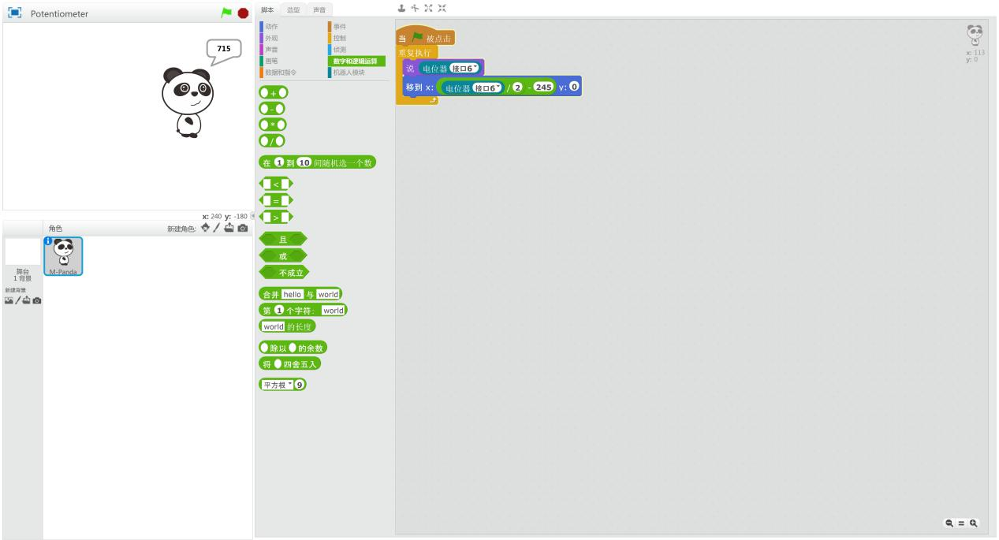 Potentiometer
715
x: 240 y: -180
角色
新建角色:
M-Panda
舞台
1 背景
新建背景
脚本 造型 声音
动作 事件
外观 控制
声音 侦测
画笔 数字和逻辑运算
数据和指令 机器人模块
+
-
*
/
在 1 到 10 间随机选一个数
<
=
>
且
或
不成立
合并 hello 与 world
第 1 个字符: world
world 的长度
除以 的余数
将 四舍五入
平方根 9
当 被点击
重复执行
说 电位器 接口6
移到 x: 电位器 接口6 / 2 - 245 y: 0
x: 113
y: 0